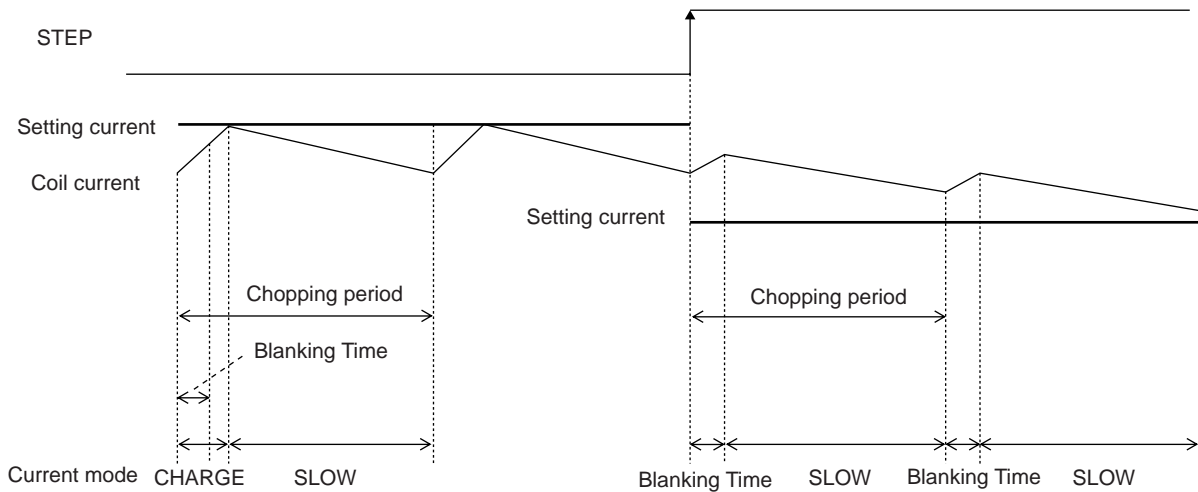 STEP
Setting current
Coil current
Setting current
Chopping period
Chopping period
Blanking Time
Current mode CHARGE SLOW Blanking Time SLOW Blanking Time SLOW